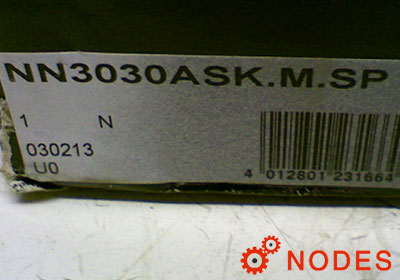 NN3030ASK.M.SP
1 N
030213
U0
4 012801 231664
NODES